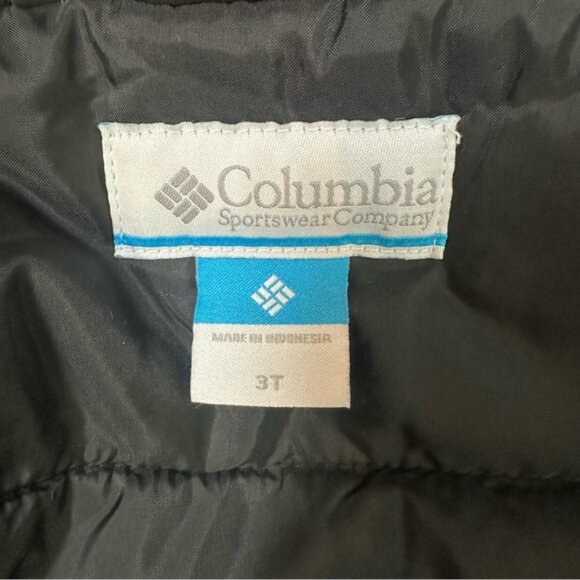 Columbia
Sportswear Company
MADE IN INDONESIA
3T